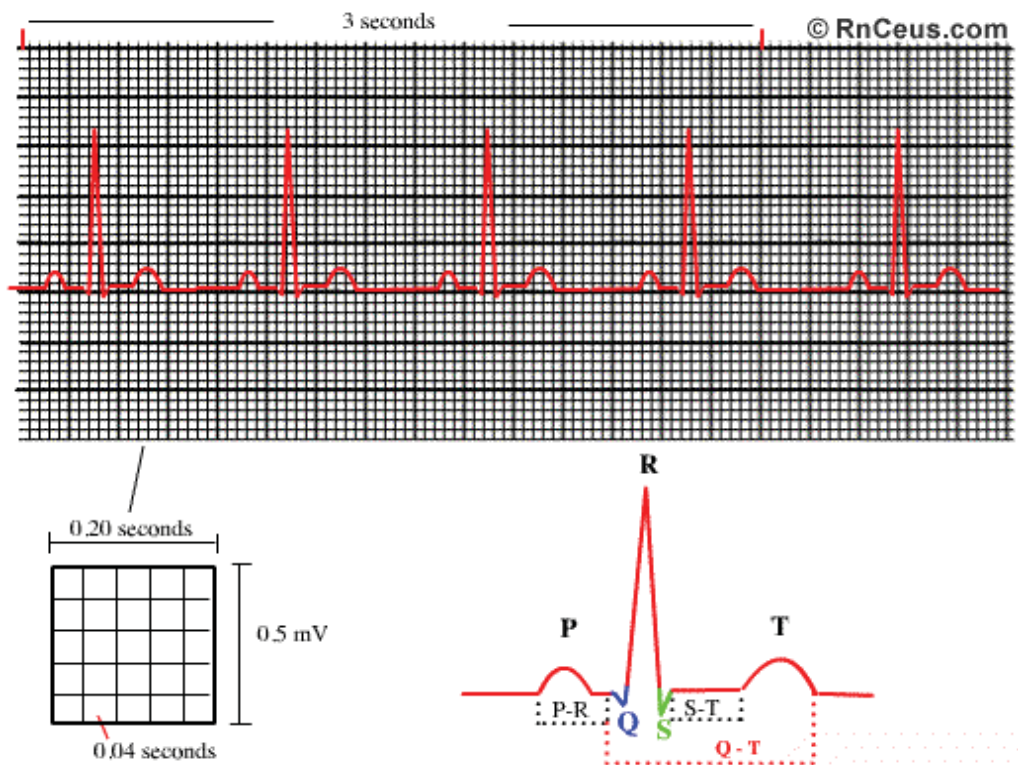 3 seconds
© RnCeus.com
0.20 seconds
0.5 mV
0.04 seconds
R
P
T
P-R
Q
S
S-T
Q - T